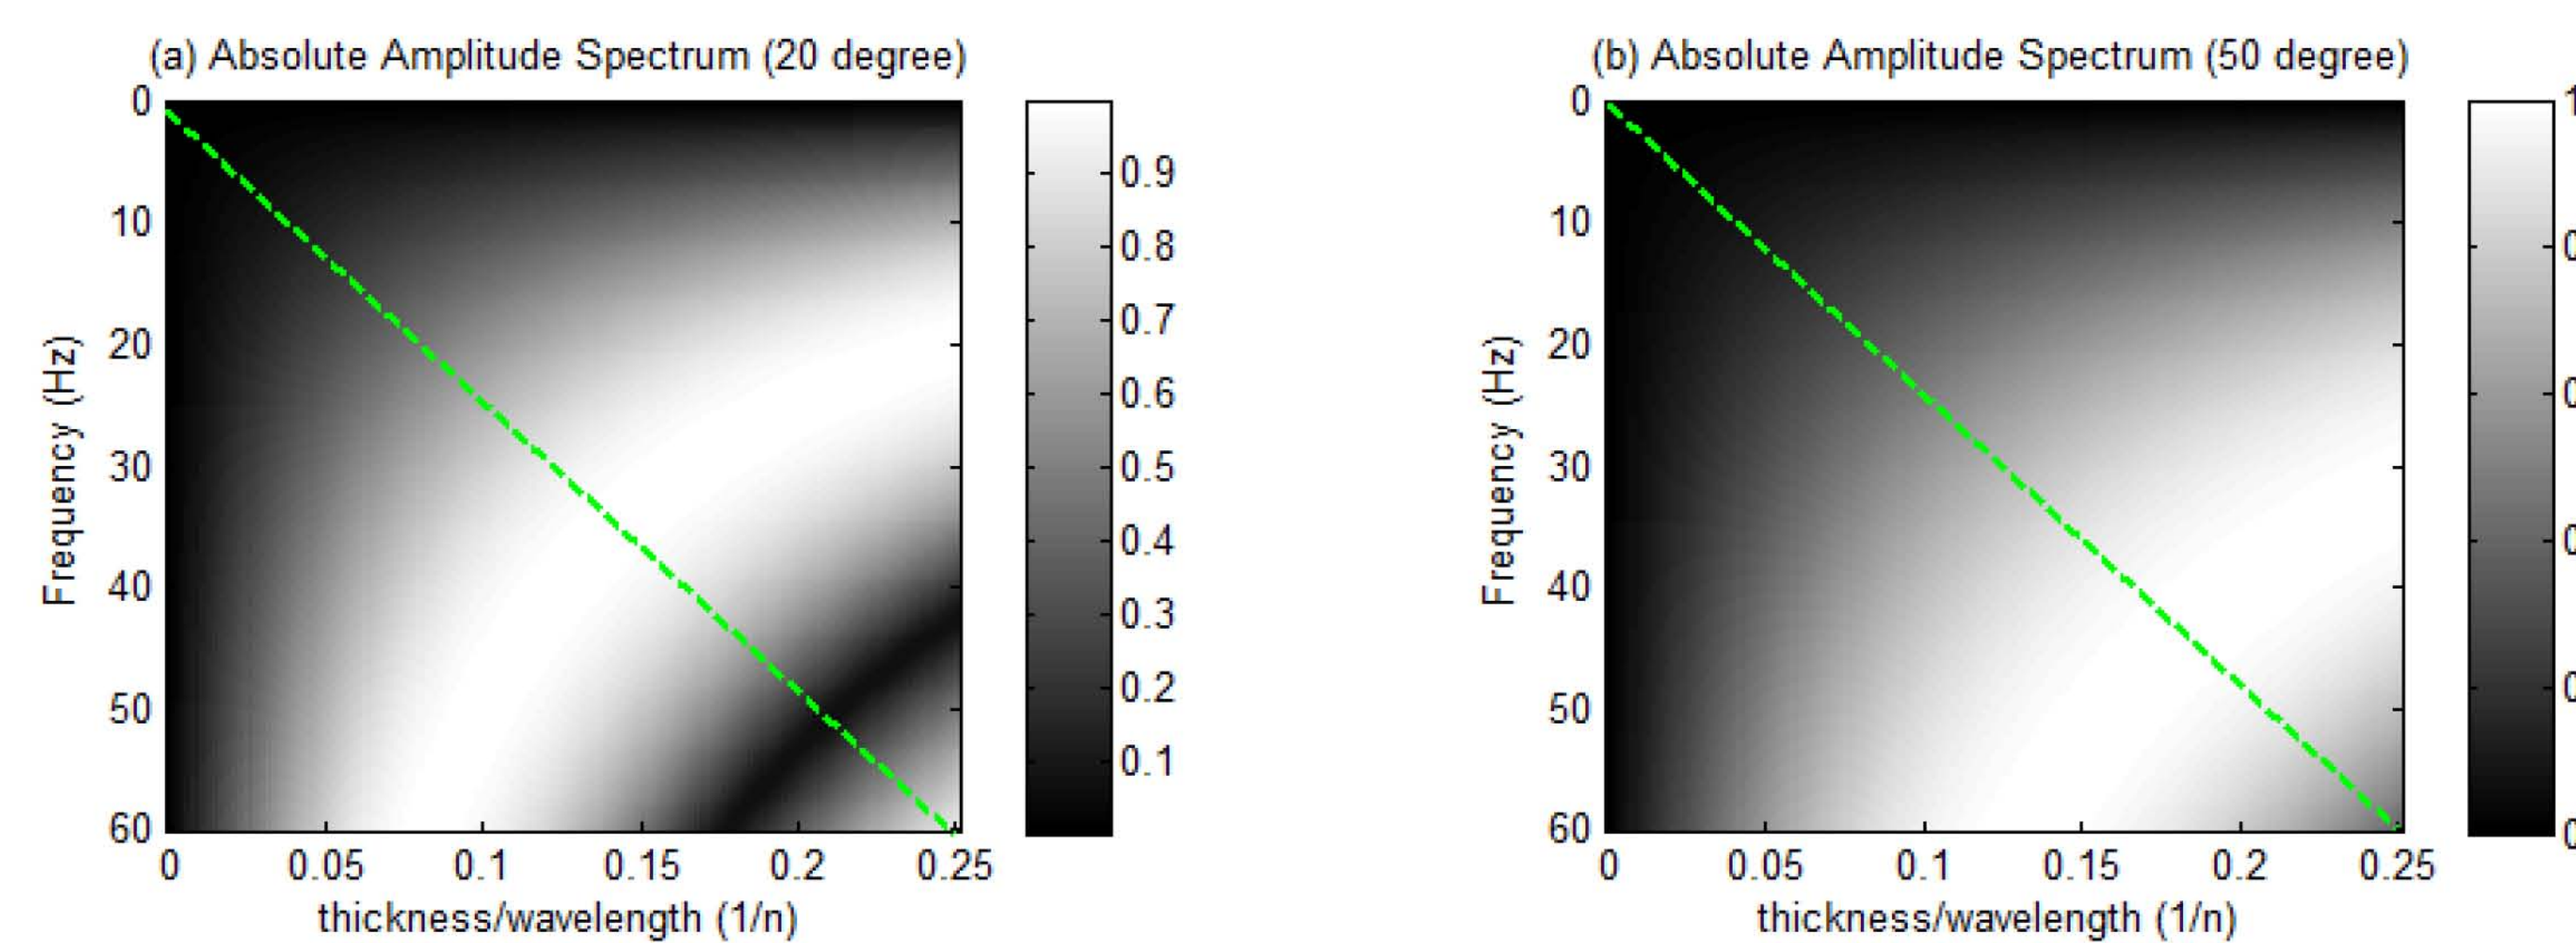 (a) Absolute Amplitude Spectrum (20 degree)
0
10
20
30
40
50
60
Frequency (Hz)
0 0.05 0.1 0.15 0.2 0.25
thickness/wavelength (1/n)
0.9
0.8
0.7
0.6
0.5
0.4
0.3
0.2
0.1
(b) Absolute Amplitude Spectrum (50 degree)
0
10
20
30
40
50
60
Frequency (Hz)
0 0.05 0.1 0.15 0.2 0.25
thickness/wavelength (1/n)